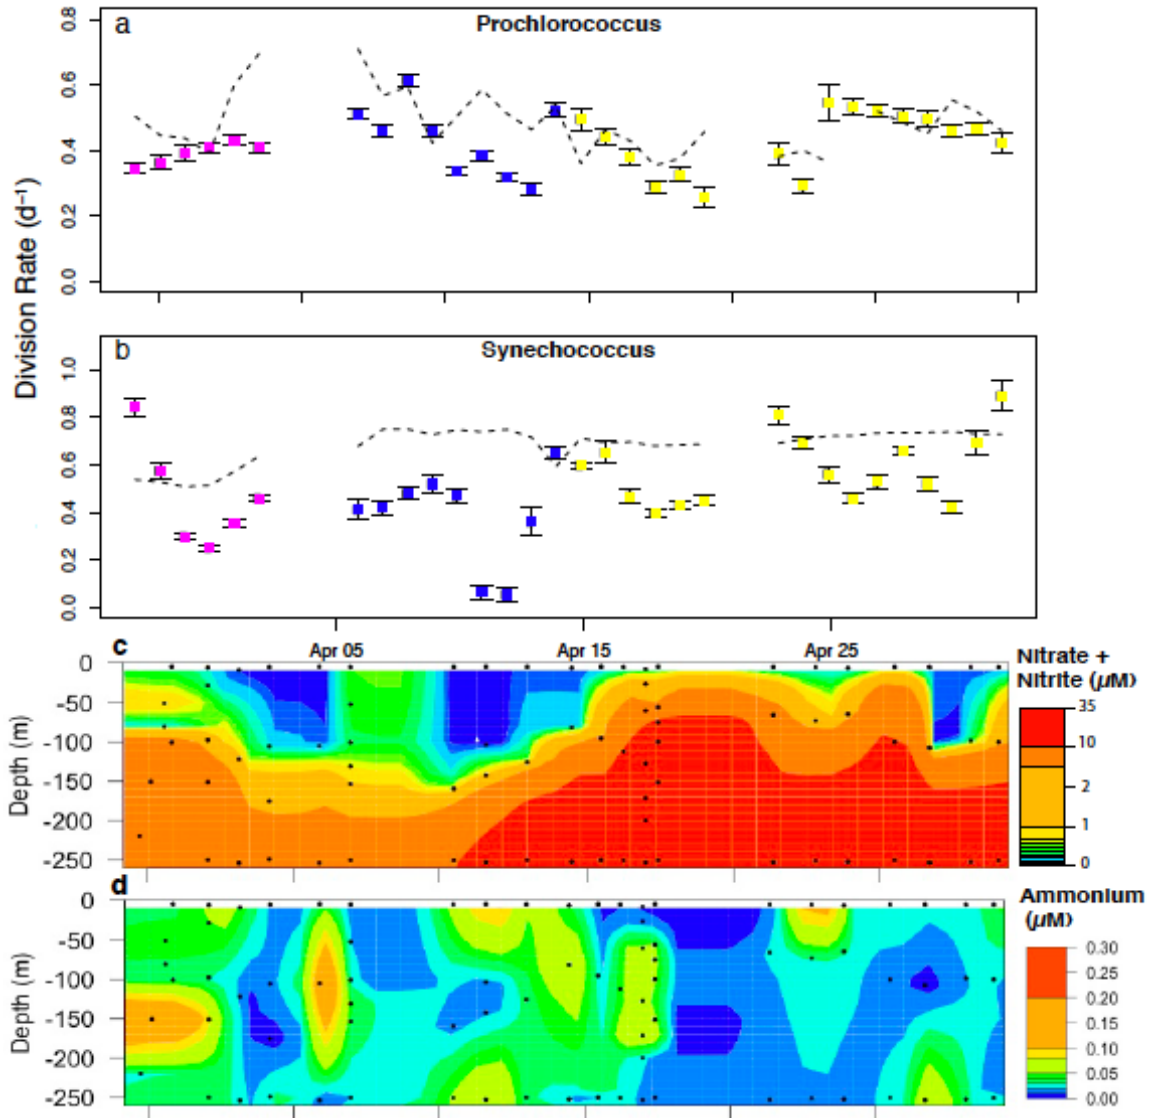 a
Prochlorococcus
0.8
0.6
0.4
0.2
0.0
Division Rate (d⁻¹)
b
Synechococcus
1.0
0.8
0.6
0.4
0.2
0.0
Apr 05
Apr 15
Apr 25
c
0
-50
-100
-150
-200
-250
Depth (m)
Nitrate +
Nitrite (µM)
35
10
2
1
0
d
0
-50
-100
-150
-200
-250
Depth (m)
Ammonium
(µM)
0.30
0.25
0.20
0.15
0.10
0.05
0.00